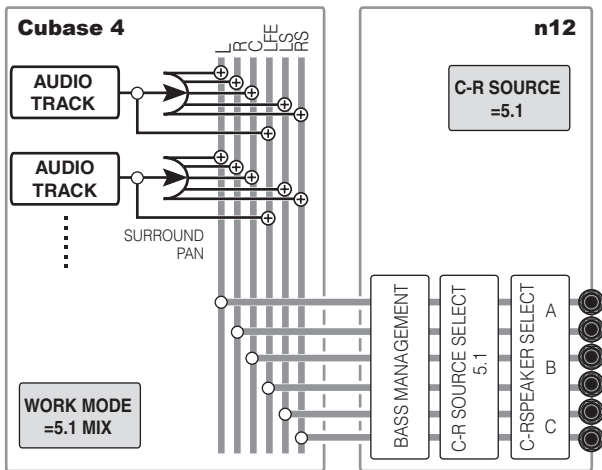 Cubase 4
n12
L
R
C
LFE
LS
RS
AUDIO
TRACK
C-R SOURCE
=5.1
AUDIO
TRACK
SURROUND
PAN
BASS MANAGEMENT
C-R SOURCE SELECT
5.1
C-RSPEAKER SELECT
A
B
C
WORK MODE
=5.1 MIX